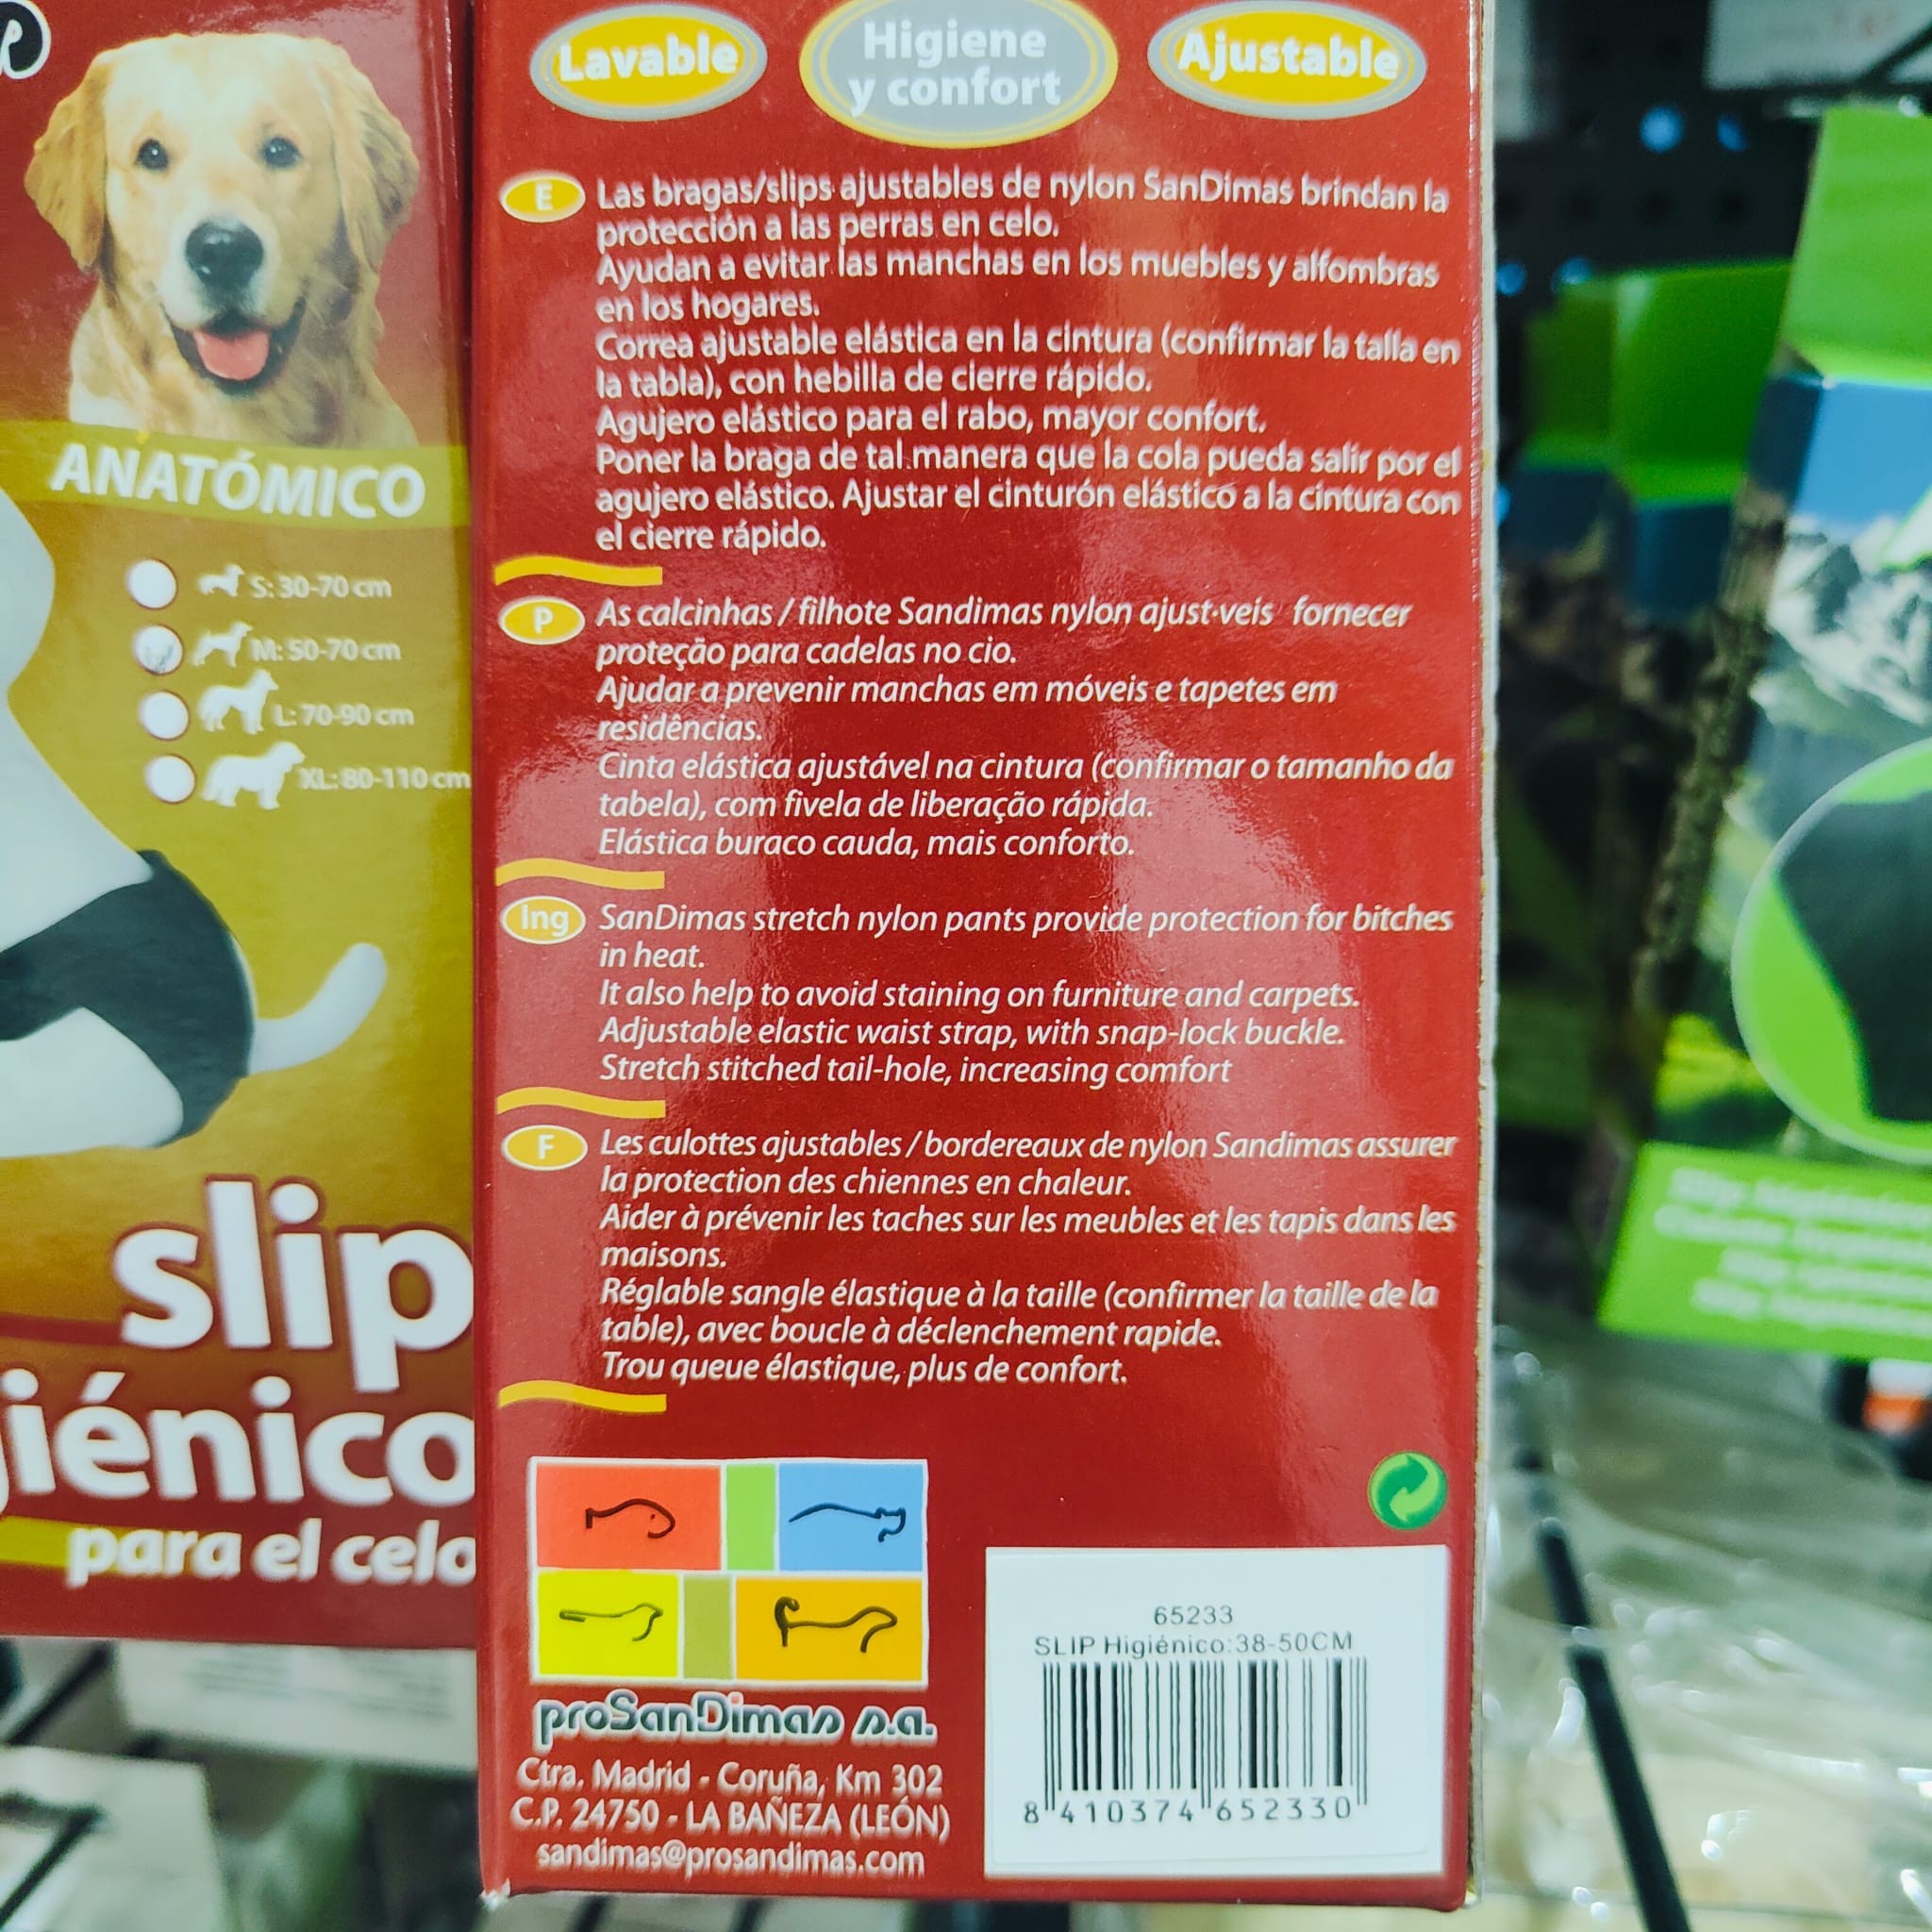 ANATÓMICO
S: 30-70 cm
M: 50-70 cm
L: 70-90 cm
XL: 80-110 cm
slip
iénico
para el celo
Lavable
Higiene
y confort
Ajustable
E
Las bragas/slips ajustables de nylon SanDimas brindan la
protección a las perras en celo.
Ayudan a evitar las manchas en los muebles y alfombras
en los hogares.
Correa ajustable elástica en la cintura (confirmar la talla en
la tabla), con hebilla de cierre rápido.
Agujero elástico para el rabo, mayor confort.
Poner la braga de tal manera que la cola pueda salir por el
agujero elástico. Ajustar el cinturón elástico a la cintura con
el cierre rápido.
P
As calcinhas / filhote Sandimas nylon ajust·veis fornecer
proteção para cadelas no cio.
Ajudar a prevenir manchas em móveis e tapetes em
residências.
Cinta elástica ajustável na cintura (confirmar o tamanho da
tabela), com fivela de liberação rápida.
Elástica buraco cauda, mais conforto.
Ing
SanDimas stretch nylon pants provide protection for bitches
in heat.
It also help to avoid staining on furniture and carpets.
Adjustable elastic waist strap, with snap-lock buckle.
Stretch stitched tail-hole, increasing comfort
F
Les culottes ajustables / bordereaux de nylon Sandimas assurer
la protection des chiennes en chaleur.
Aider à prévenir les taches sur les meubles et les tapis dans les
maisons.
Réglable sangle élastique à la taille (confirmer la taille de la
table), avec boucle à déclenchement rapide.
Trou queue élastique, plus de confort.
proSanDimas s.a.
Ctra. Madrid - Coruña, Km 302
C.P. 24750 - LA BAÑEZA (LEÓN)
sandimas@prosandimas.com
65233
SLIP Higiénico:38-50CM
8 410374 652330